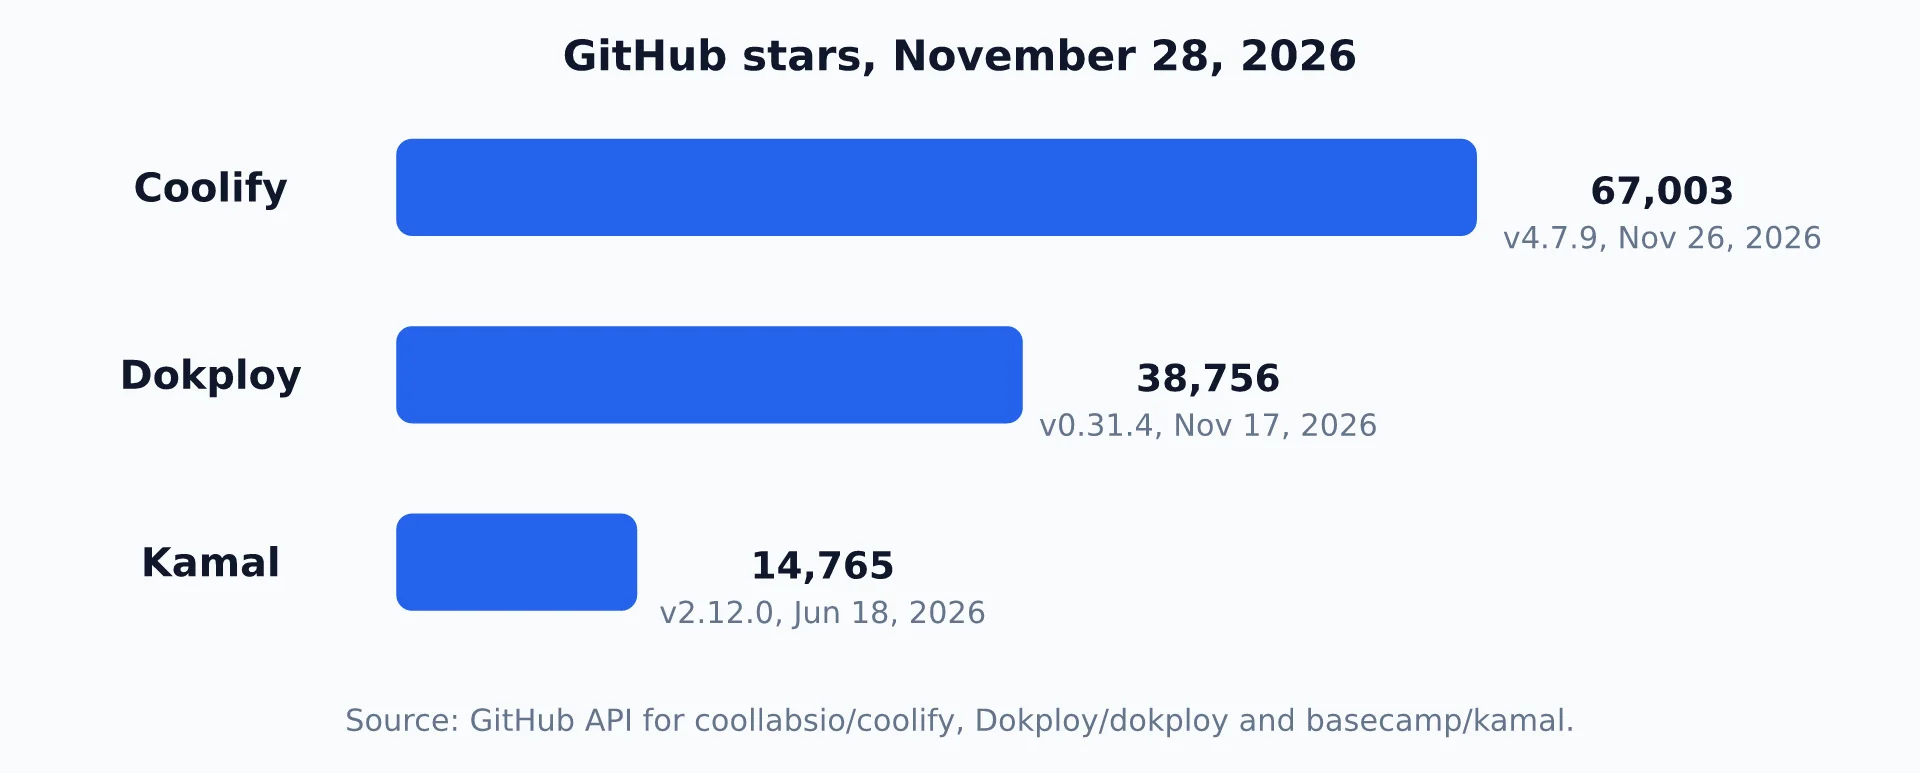 GitHub stars, November 28, 2026
Coolify
67,003
v4.7.9, Nov 26, 2026
Dokploy
38,756
v0.31.4, Nov 17, 2026
Kamal
14,765
v2.12.0, Jun 18, 2026
Source: GitHub API for coollabsio/coolify, Dokploy/dokploy and basecamp/kamal.